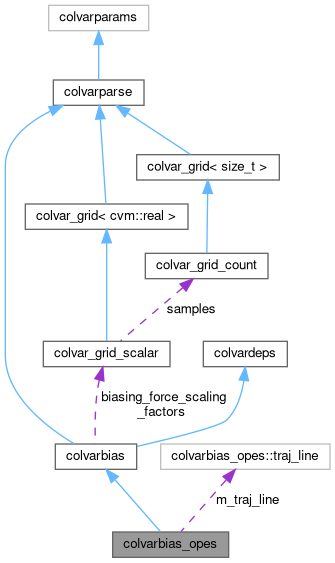 colvarparams
colvarparse
colvar_grid< size_t >
colvar_grid< cvm::real >
colvar_grid_count
samples
colvar_grid_scalar
colvardeps
biasing_force_scaling
_factors
colvarbias
colvarbias_opes::traj_line
m_traj_line
colvarbias_opes